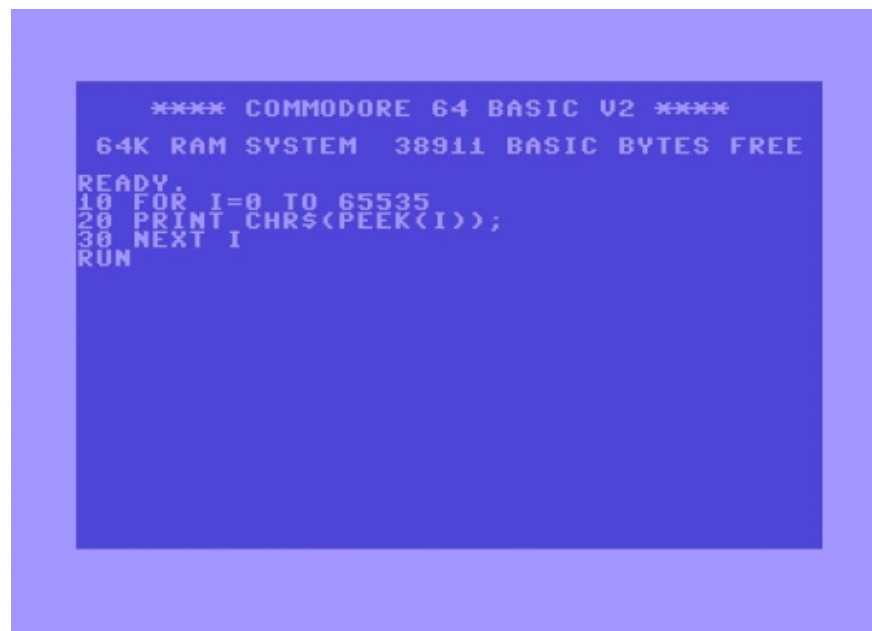 **** COMMODORE 64 BASIC V2 ****
64K RAM SYSTEM  38911 BASIC BYTES FREE
READY.
10 FOR I=0 TO 65535
20 PRINT CHR$(PEEK(I));
30 NEXT I
RUN